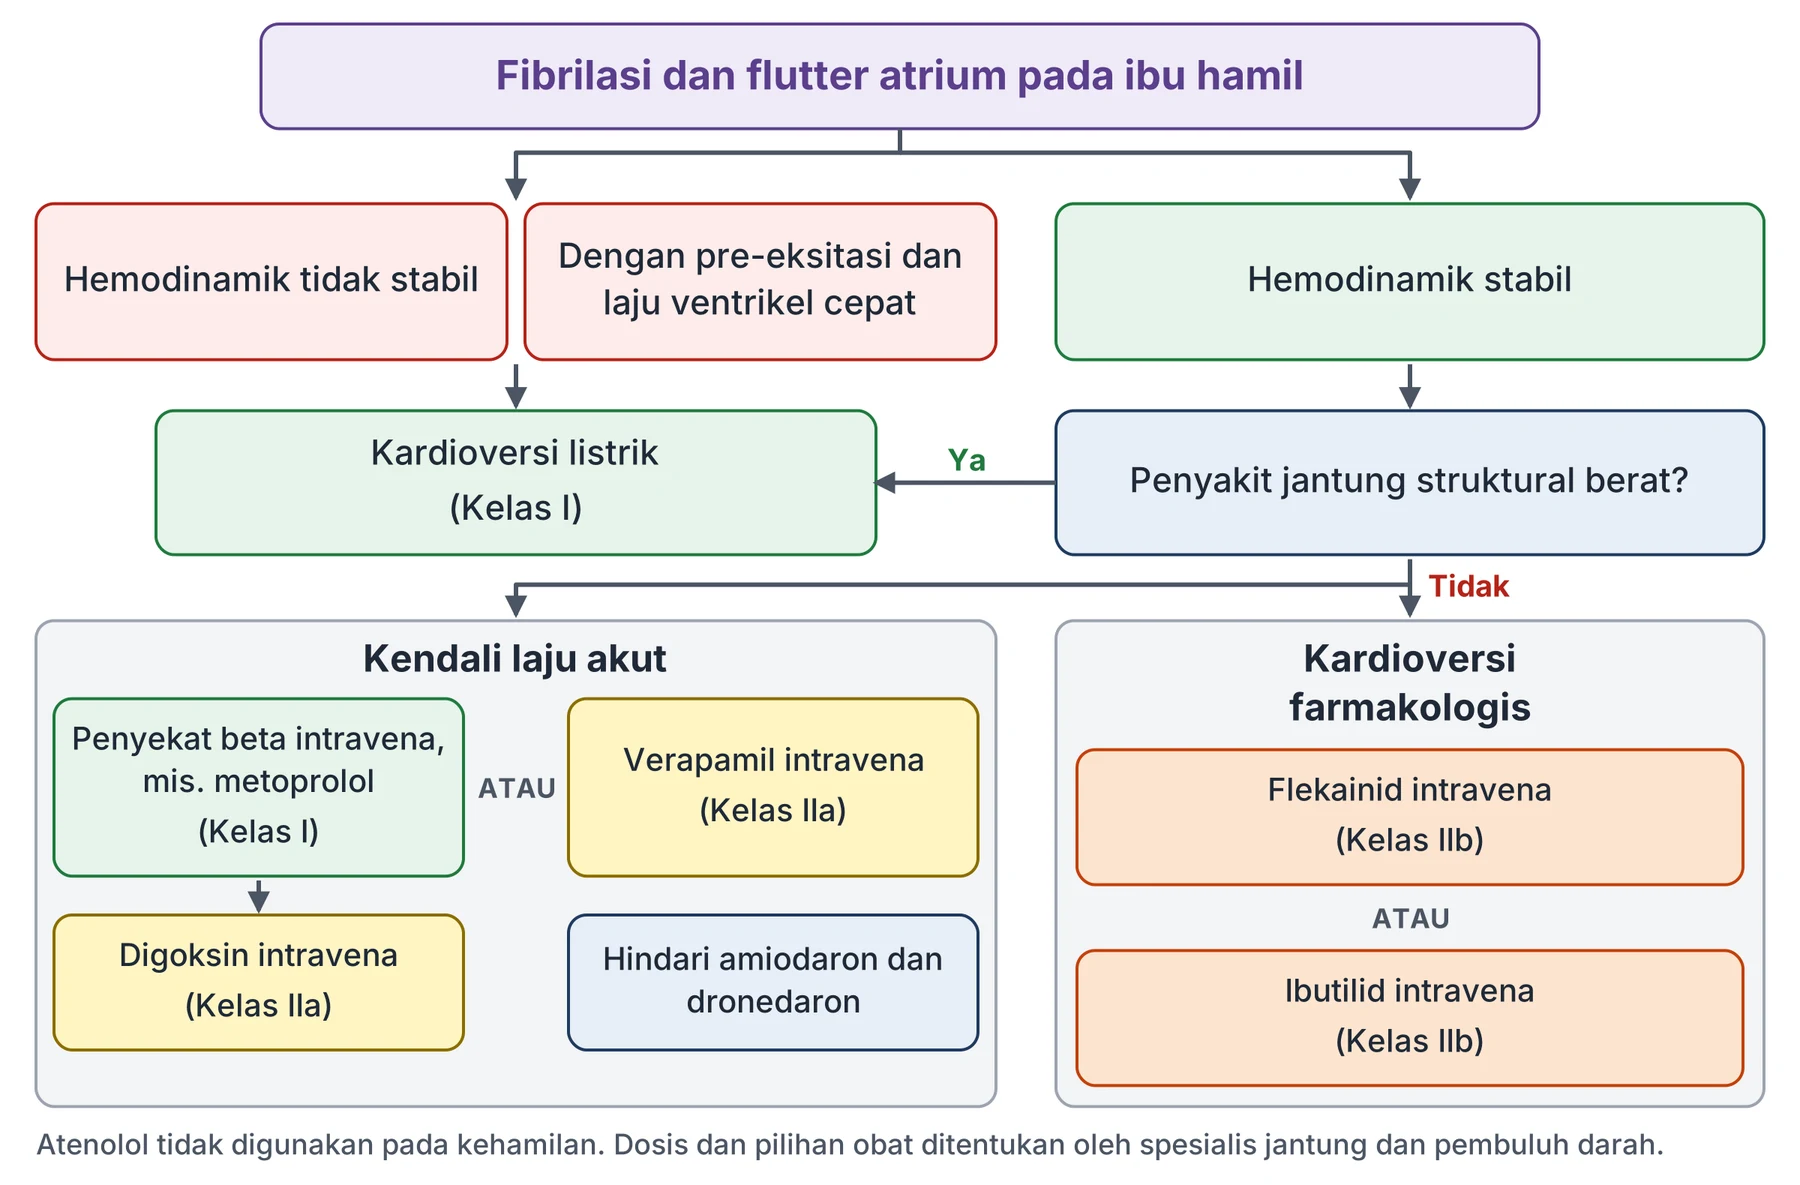 Fibrilasi dan flutter atrium pada ibu hamil
Hemodinamik tidak stabil
Dengan pre-eksitasi dan
laju ventrikel cepat
Hemodinamik stabil
Kardioversi listrik
(Kelas I)
Ya
Penyakit jantung struktural berat?
Tidak
Kendali laju akut
Penyekat beta intravena,
mis. metoprolol
(Kelas I)
ATAU
Verapamil intravena
(Kelas IIa)
Digoksin intravena
(Kelas IIa)
Hindari amiodaron dan
dronedaron
Kardioversi
farmakologis
Flekainid intravena
(Kelas IIb)
ATAU
Ibutilid intravena
(Kelas IIb)
Atenolol tidak digunakan pada kehamilan. Dosis dan pilihan obat ditentukan oleh spesialis jantung dan pembuluh darah.